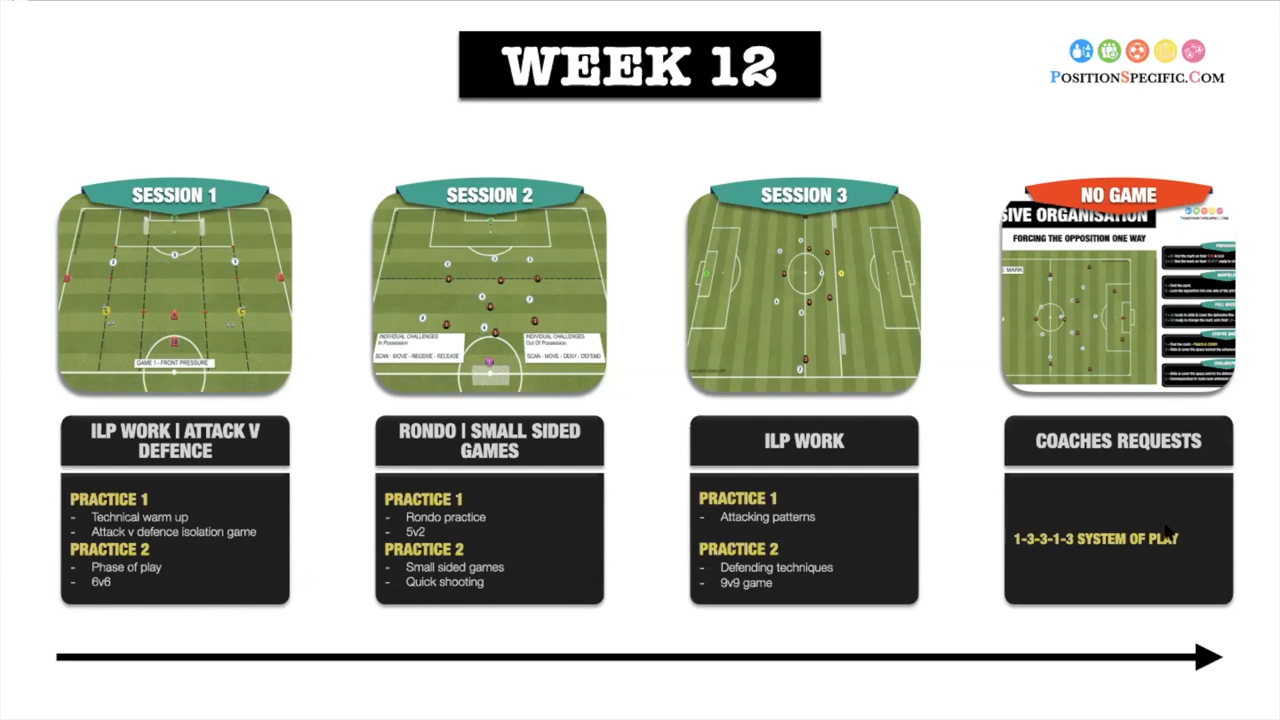 WEEK 12
POSITIONSPECIFIC.COM
SESSION 1
SESSION 2
SESSION 3
NO GAME
GAME 1 - FRONT PRESSURE
INDIVIDUAL CHALLENGES
In Possession
SCAN - MOVE - RECEIVE - RELEASE
INDIVIDUAL CHALLENGES
Out Of Possession
SCAN - MOVE - DENY - DEFEND
SIVE ORGANISATION
FORCING THE OPPOSITION ONE WAY
MARK
ILP WORK | ATTACK V
DEFENCE
PRACTICE 1
- Technical warm up
- Attack v defence isolation game
PRACTICE 2
- Phase of play
- 6v6
RONDO | SMALL SIDED
GAMES
PRACTICE 1
- Rondo practice
- 5v2
PRACTICE 2
- Small sided games
- Quick shooting
ILP WORK
PRACTICE 1
- Attacking patterns
PRACTICE 2
- Defending techniques
- 9v9 game
COACHES REQUESTS
1-3-3-1-3 SYSTEM OF PLAY